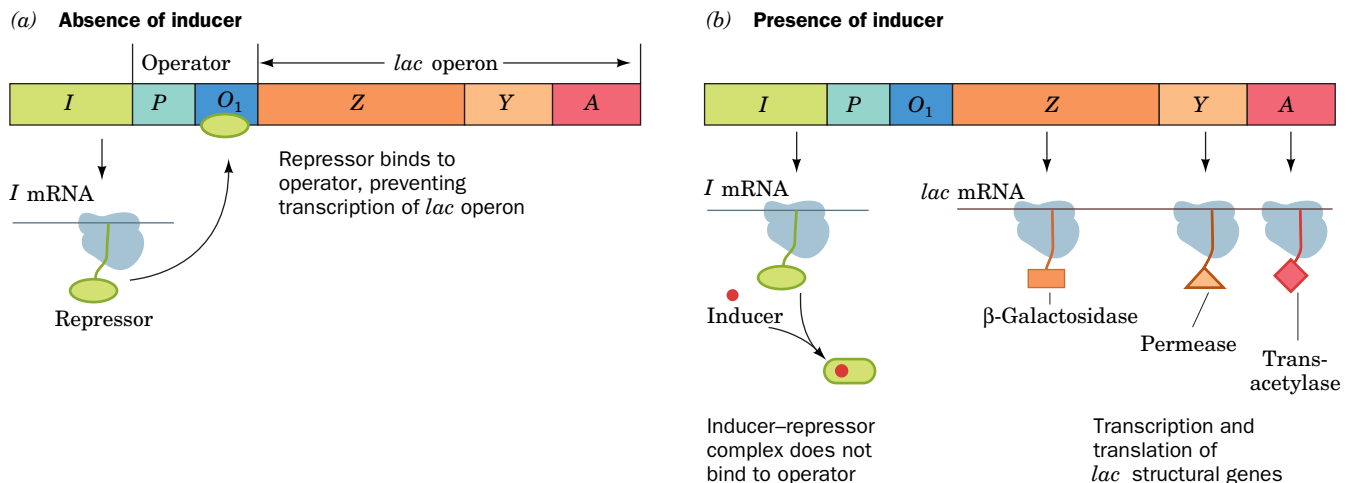 (a) Absence of inducer
Operator
lac operon
I P O1 Z Y A
Repressor binds to
operator, preventing
transcription of lac operon
I mRNA
Repressor
(b) Presence of inducer
I P O1 Z Y A
I mRNA
lac mRNA
Inducer
β-Galactosidase
Permease
Trans-
acetylase
Inducer–repressor
complex does not
bind to operator
Transcription and
translation of
lac structural genes